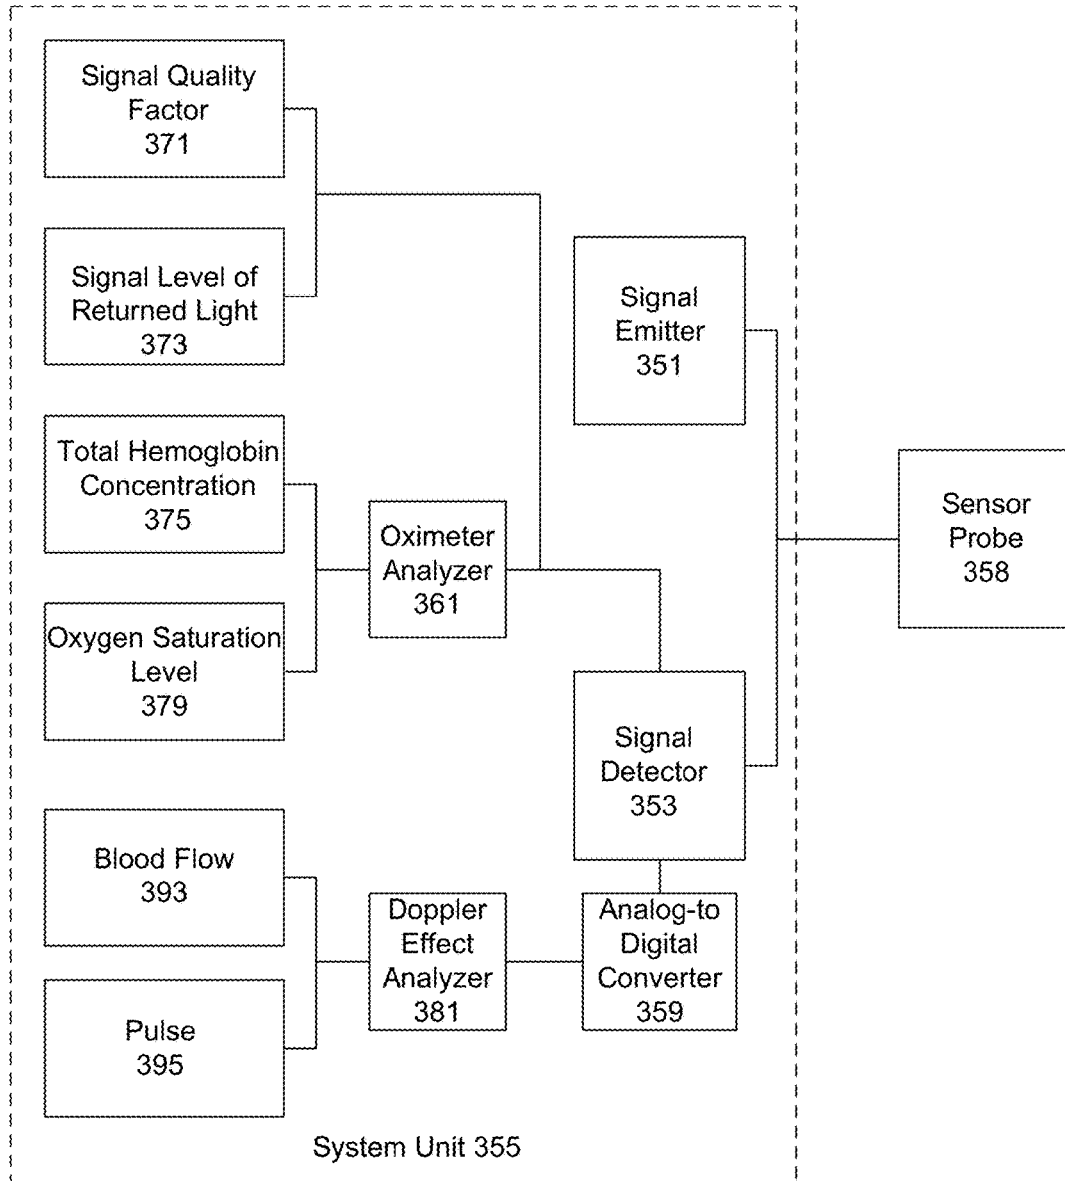 Signal Quality
Factor
371
Signal Level of
Returned Light
373
Signal
Emitter
351
Total Hemoglobin
Concentration
375
Oximeter
Analyzer
361
Sensor
Probe
358
Oxygen Saturation
Level
379
Signal
Detector
353
Blood Flow
393
Doppler
Effect
Analyzer
381
Analog-to
Digital
Converter
359
Pulse
395
System Unit 355